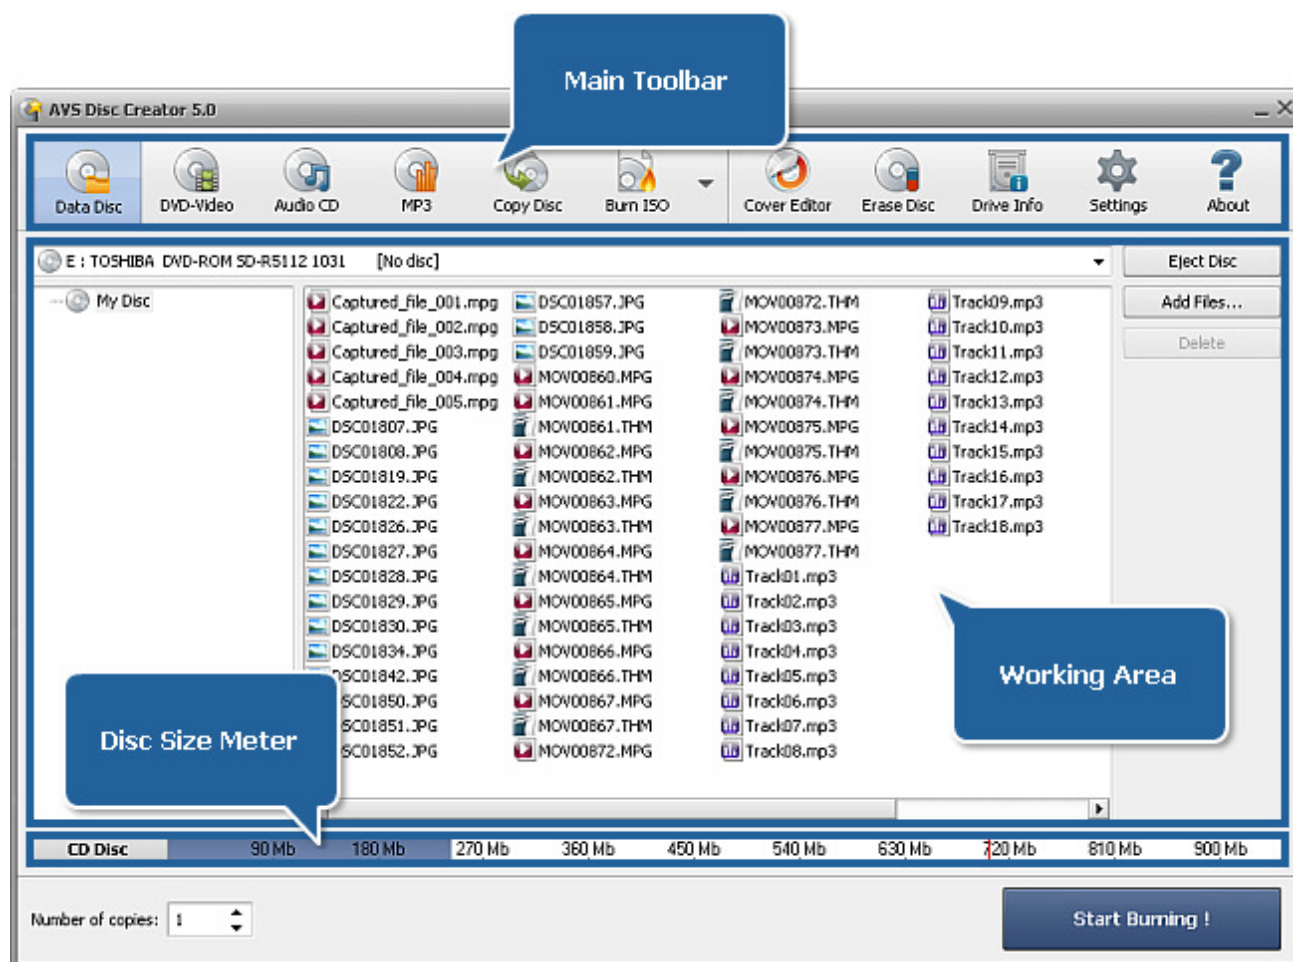 Main Toolbar
AVS Disc Creator 5.0
Data Disc
DVD-Video
Audio CD
MP3
Copy Disc
Burn ISO
Cover Editor
Erase Disc
Drive Info
Settings
About
E : TOSHIBA DVD-ROM SD-R5112 1031 [No disc]
Eject Disc
My Disc
Add Files...
Delete
Captured_file_001.mpg
Captured_file_002.mpg
Captured_file_003.mpg
Captured_file_004.mpg
Captured_file_005.mpg
DSC01807.JPG
DSC01808.JPG
DSC01819.JPG
DSC01822.JPG
DSC01826.JPG
DSC01827.JPG
DSC01828.JPG
DSC01829.JPG
DSC01830.JPG
DSC01834.JPG
DSC01842.JPG
SC01850.JPG
SC01851.JPG
SC01852.JPG
DSC01857.JPG
DSC01858.JPG
DSC01859.JPG
MOV00860.MPG
MOV00861.MPG
MOV00861.THM
MOV00862.MPG
MOV00862.THM
MOV00863.MPG
MOV00863.THM
MOV00864.MPG
MOV00864.THM
MOV00865.MPG
MOV00865.THM
MOV00866.MPG
MOV00866.THM
MOV00867.MPG
MOV00867.THM
MOV00872.MPG
MOV00872.THM
MOV00873.MPG
MOV00873.THM
MOV00874.MPG
MOV00874.THM
MOV00875.MPG
MOV00875.THM
MOV00876.MPG
MOV00876.THM
MOV00877.MPG
MOV00877.THM
Track01.mp3
Track02.mp3
Track03.mp3
Track04.mp3
Track05.mp3
Track06.mp3
Track07.mp3
Track08.mp3
Track09.mp3
Track10.mp3
Track11.mp3
Track12.mp3
Track13.mp3
Track14.mp3
Track15.mp3
Track16.mp3
Track17.mp3
Track18.mp3
Working Area
Disc Size Meter
CD Disc 90 Mb 180 Mb 270 Mb 360 Mb 450 Mb 540 Mb 630 Mb 720 Mb 810 Mb 900 Mb
Number of copies: 1
Start Burning !